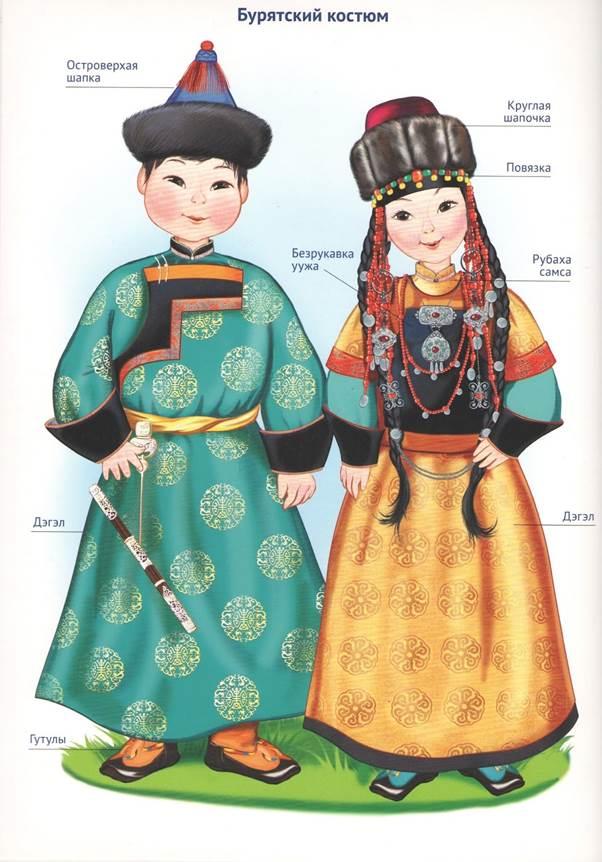 Бурятский костюм
Островерхая
шапка
Круглая
шапочка
Повязка
Безрукавка
уужа
Рубаха
самса
Дэгэл
Дэгэл
Гутулы